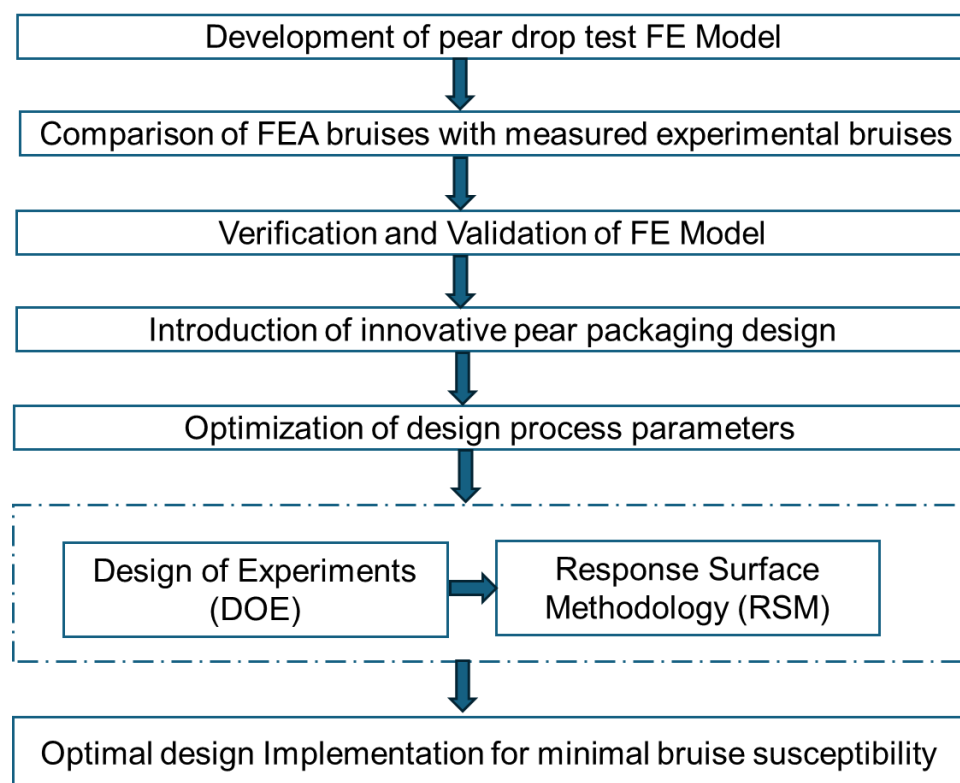 Development of pear drop test FE Model
Comparison of FEA bruises with measured experimental bruises
Verification and Validation of FE Model
Introduction of innovative pear packaging design
Optimization of design process parameters
Design of Experiments
(DOE)
Response Surface
Methodology (RSM)
Optimal design Implementation for minimal bruise susceptibility